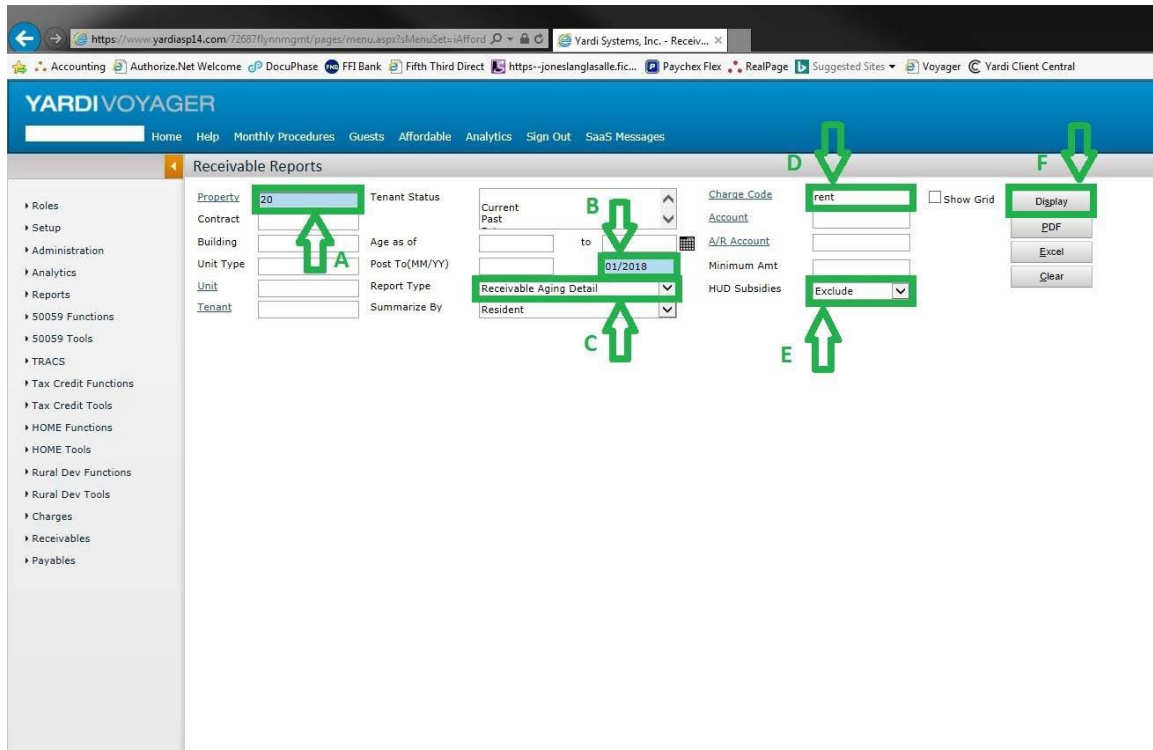 https://www.yardiasp14.com/72687flynnmgmt/pages/menu.aspx?sMenuSet=iAfford
Yardi Systems, Inc. - Receiv...
Accounting Authorize.Net Welcome DocuPhase FNB FFI Bank Fifth Third Direct https--joneslanglasalle.fic... Paychex Flex RealPage Suggested Sites Voyager Yardi Client Central
YARDI VOYAGER
Home Help Monthly Procedures Guests Affordable Analytics Sign Out SaaS Messages
Receivable Reports
Roles
Setup
Administration
Analytics
Reports
50059 Functions
50059 Tools
TRACS
Tax Credit Functions
Tax Credit Tools
HOME Functions
HOME Tools
Rural Dev Functions
Rural Dev Tools
Charges
Receivables
Payables
Property 20
Contract
Building
Unit Type
Unit
Tenant
A
Tenant Status Current
Past
Age as of to
Post To(MM/YY) 01/2018
Report Type Receivable Aging Detail
Summarize By Resident
B
C
Charge Code rent
Account
A/R Account
Minimum Amt
HUD Subsidies Exclude
D
E
Show Grid
F
Display
PDF
Excel
Clear